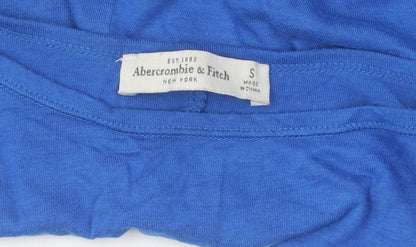 EST. 1892
Abercrombie & Fitch
NEW YORK
S
MADE
IN CHINA